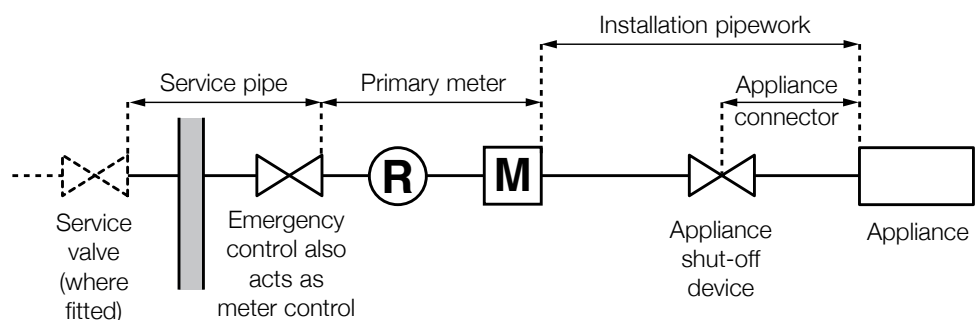 Installation pipework
Service pipe
Primary meter
Appliance
connector
R
M
Service
valve
(where
fitted)
Emergency
control also
acts as
meter control
Appliance
shut-off
device
Appliance